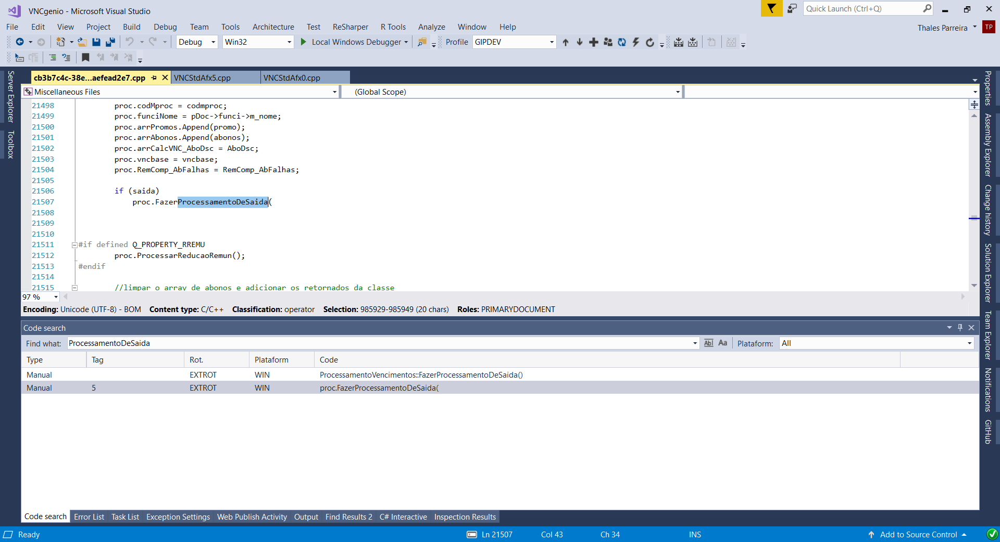 VNCgenio - Microsoft Visual Studio
Quick Launch (Ctrl+Q)
File Edit View Project Build Debug Team Tools Architecture Test ReSharper R Tools Analyze Window Help
Thales Parreira TP
Debug Win32 Local Windows Debugger Profile GIPDEV
Server Explorer
Toolbox
cb3b7c4c-38e...aefead2e7.cpp VNCStdAfx5.cpp VNCStdAfx0.cpp
Miscellaneous Files (Global Scope)
21498 proc.codMproc = codmproc;
21499 proc.funciNome = pDoc->funci->m_nome;
21500 proc.arrPromos.Append(promo);
21501 proc.arrAbonos.Append(abonos);
21502 proc.arrCalcVNC_AboDsc = AboDsc;
21503 proc.vncbase = vncbase;
21504 proc.RemComp_AbFalhas = RemComp_AbFalhas;
21505
21506 if (saida)
21507 proc.FazerProcessamentoDeSaida(
21508
21509
21510
21511 #if defined Q_PROPERTY_RREMU
21512 proc.ProcessarReducaoRemun();
21513 #endif
21514
21515 //limpar o array de abonos e adicionar os retornados da classe
97 %
Encoding: Unicode (UTF-8) - BOM Content type: C/C++ Classification: operator Selection: 985929-985949 (20 chars) Roles: PRIMARYDOCUMENT
Code search
Find what: ProcessamentoDeSaida Abl Aa Plataform: All
Type Tag Rot. Plataform Code
Manual EXTROT WIN ProcessamentoVencimentos::FazerProcessamentoDeSaida()
Manual 5 EXTROT WIN proc.FazerProcessamentoDeSaida(
Properties
Assembly Explorer
Change history
Solution Explorer
Team Explorer
Notifications
GitHub
Code search Error List Task List Exception Settings Web Publish Activity Output Find Results 2 C# Interactive Inspection Results
Ready Ln 21507 Col 43 Ch 34 INS Add to Source Control